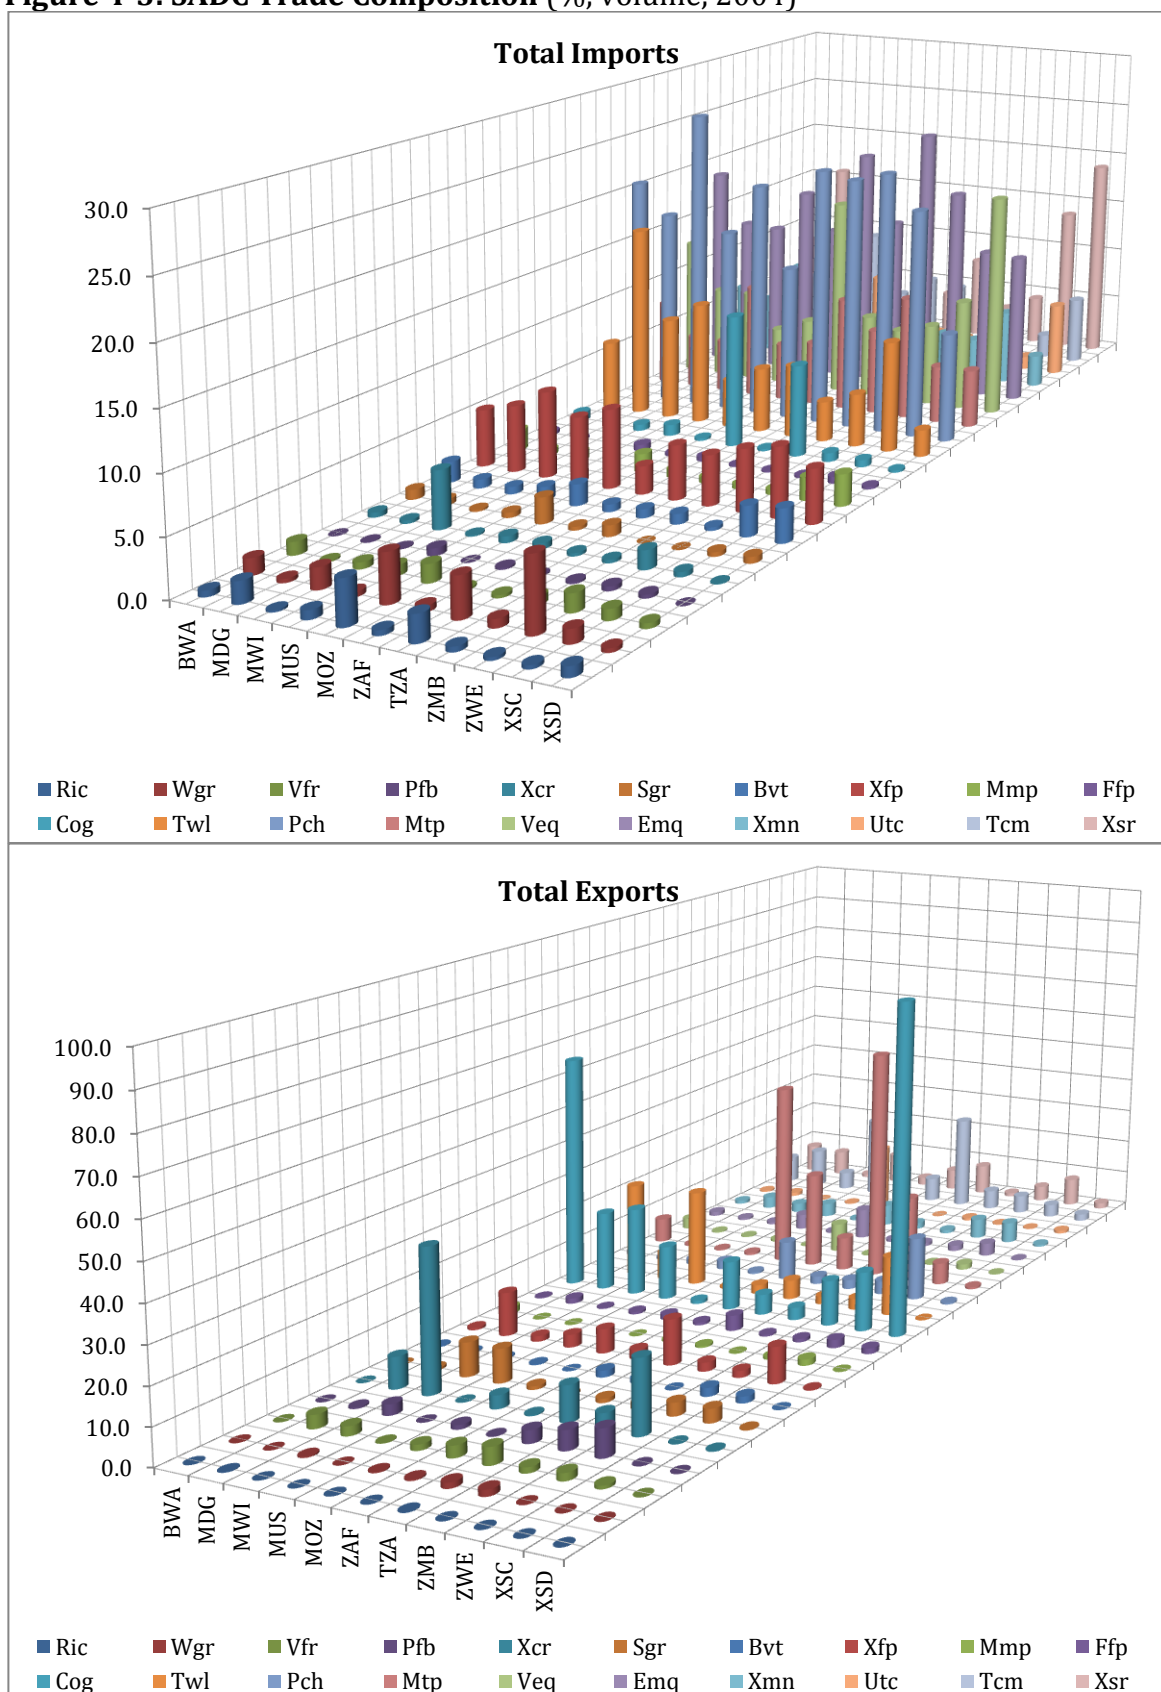 Figure 4-3: SADC Trade Composition (%, volume, 2004)
Total Imports
30.0
25.0
20.0
15.0
10.0
5.0
0.0
BWA
MDG
MWI
MUS
MOZ
ZAF
TZA
ZMB
ZWE
XSC
XSD
Ric Wgr Vfr Pfb Xcr Sgr Bvt Xfp Mmp Ffp
Cog Twl Pch Mtp Veq Emq Xmn Utc Tcm Xsr
Total Exports
100.0
90.0
80.0
70.0
60.0
50.0
40.0
30.0
20.0
10.0
0.0
BWA
MDG
MWI
MUS
MOZ
ZAF
TZA
ZMB
ZWE
XSC
XSD
Ric Wgr Vfr Pfb Xcr Sgr Bvt Xfp Mmp Ffp
Cog Twl Pch Mtp Veq Emq Xmn Utc Tcm Xsr